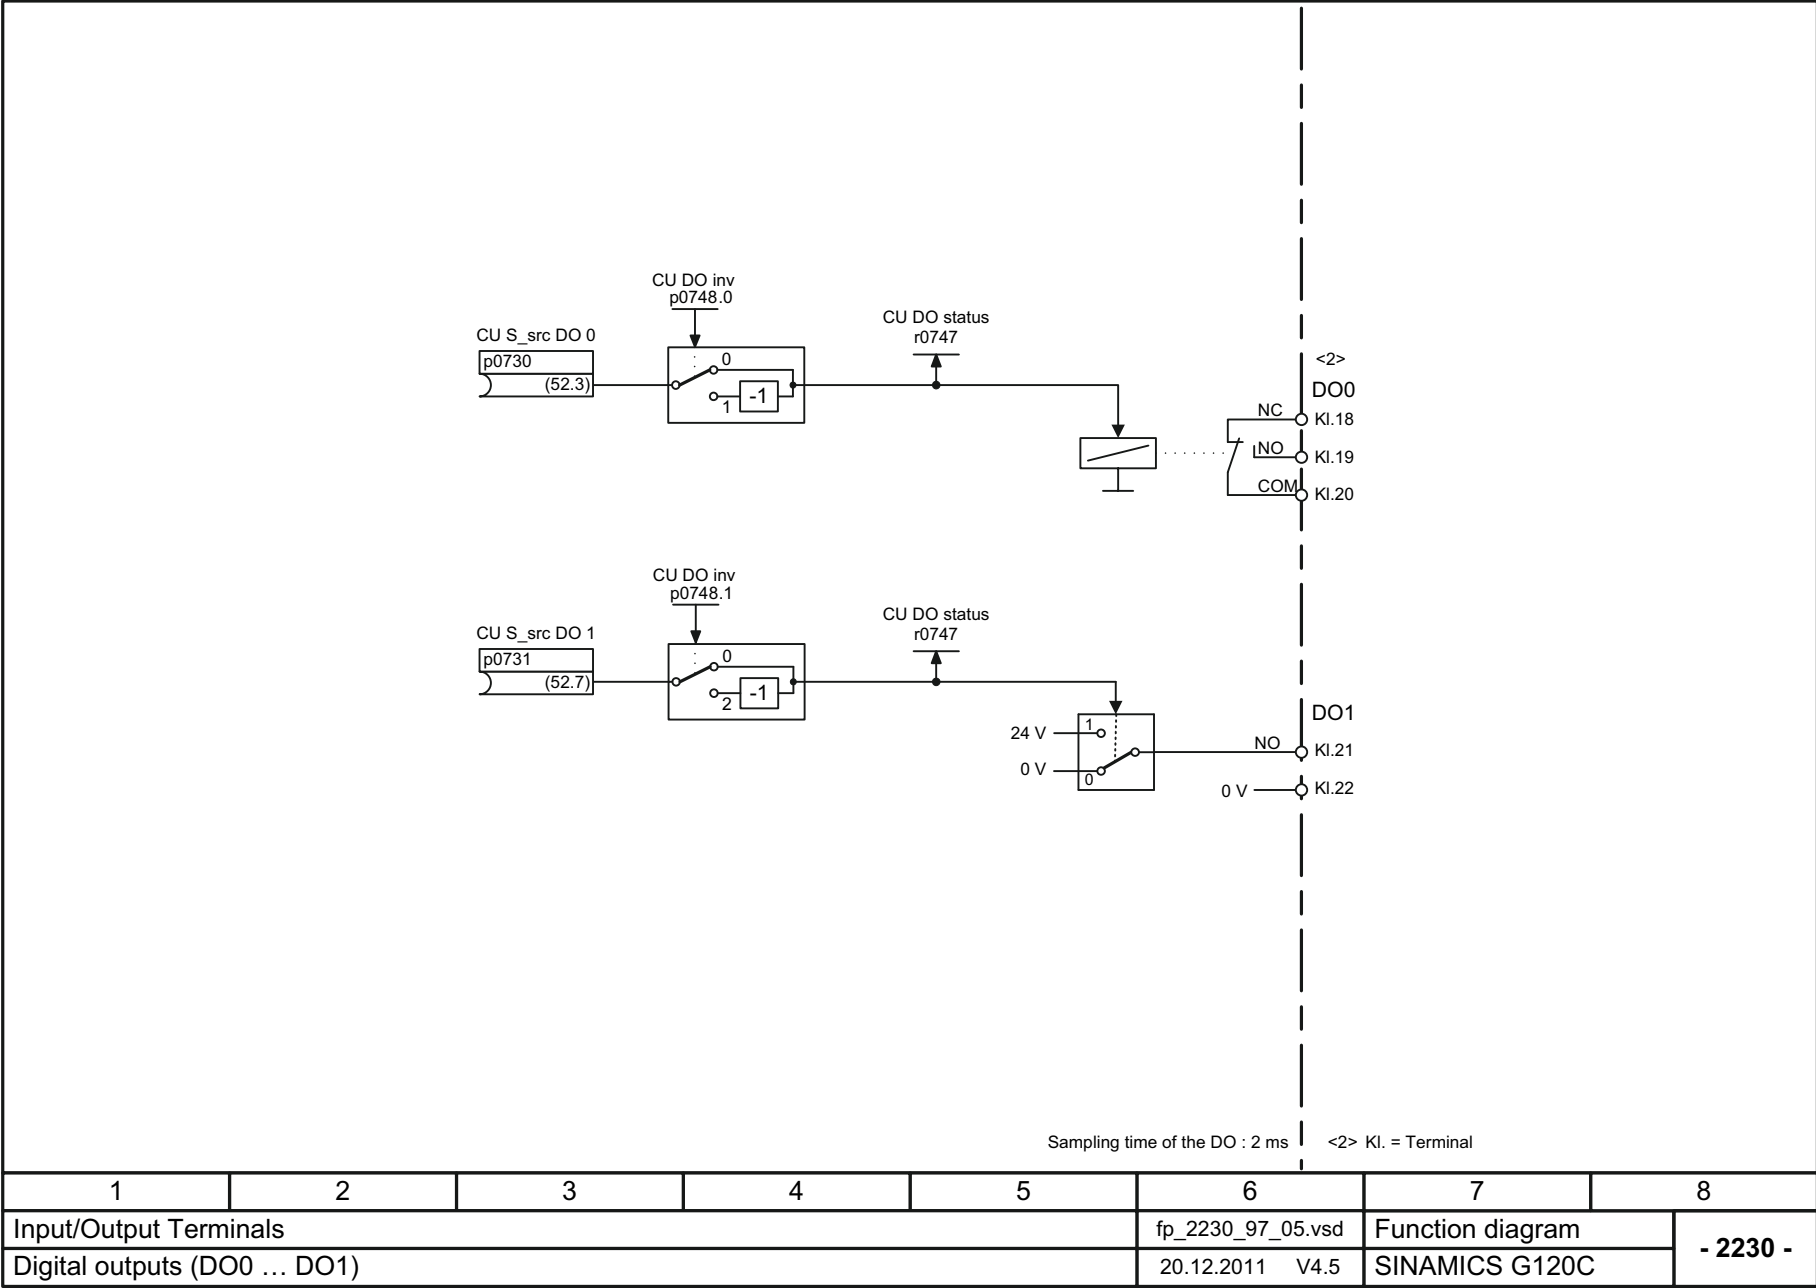 CU DO inv
p0748.0
CU S_src DO 0
p0730
(52.3)
0
1
-1
CU DO status
r0747
<2>
DO0
NC
Kl.18
NO
Kl.19
COM
Kl.20
CU DO inv
p0748.1
CU S_src DO 1
p0731
(52.7)
0
2
-1
CU DO status
r0747
24 V
1
0 V
0
DO1
NO
Kl.21
0 V
Kl.22
Sampling time of the DO : 2 ms
<2> Kl. = Terminal
1 2 3 4 5 6 7 8
Input/Output Terminals
fp_2230_97_05.vsd
Function diagram
- 2230 -
Digital outputs (DO0 … DO1)
20.12.2011 V4.5
SINAMICS G120C